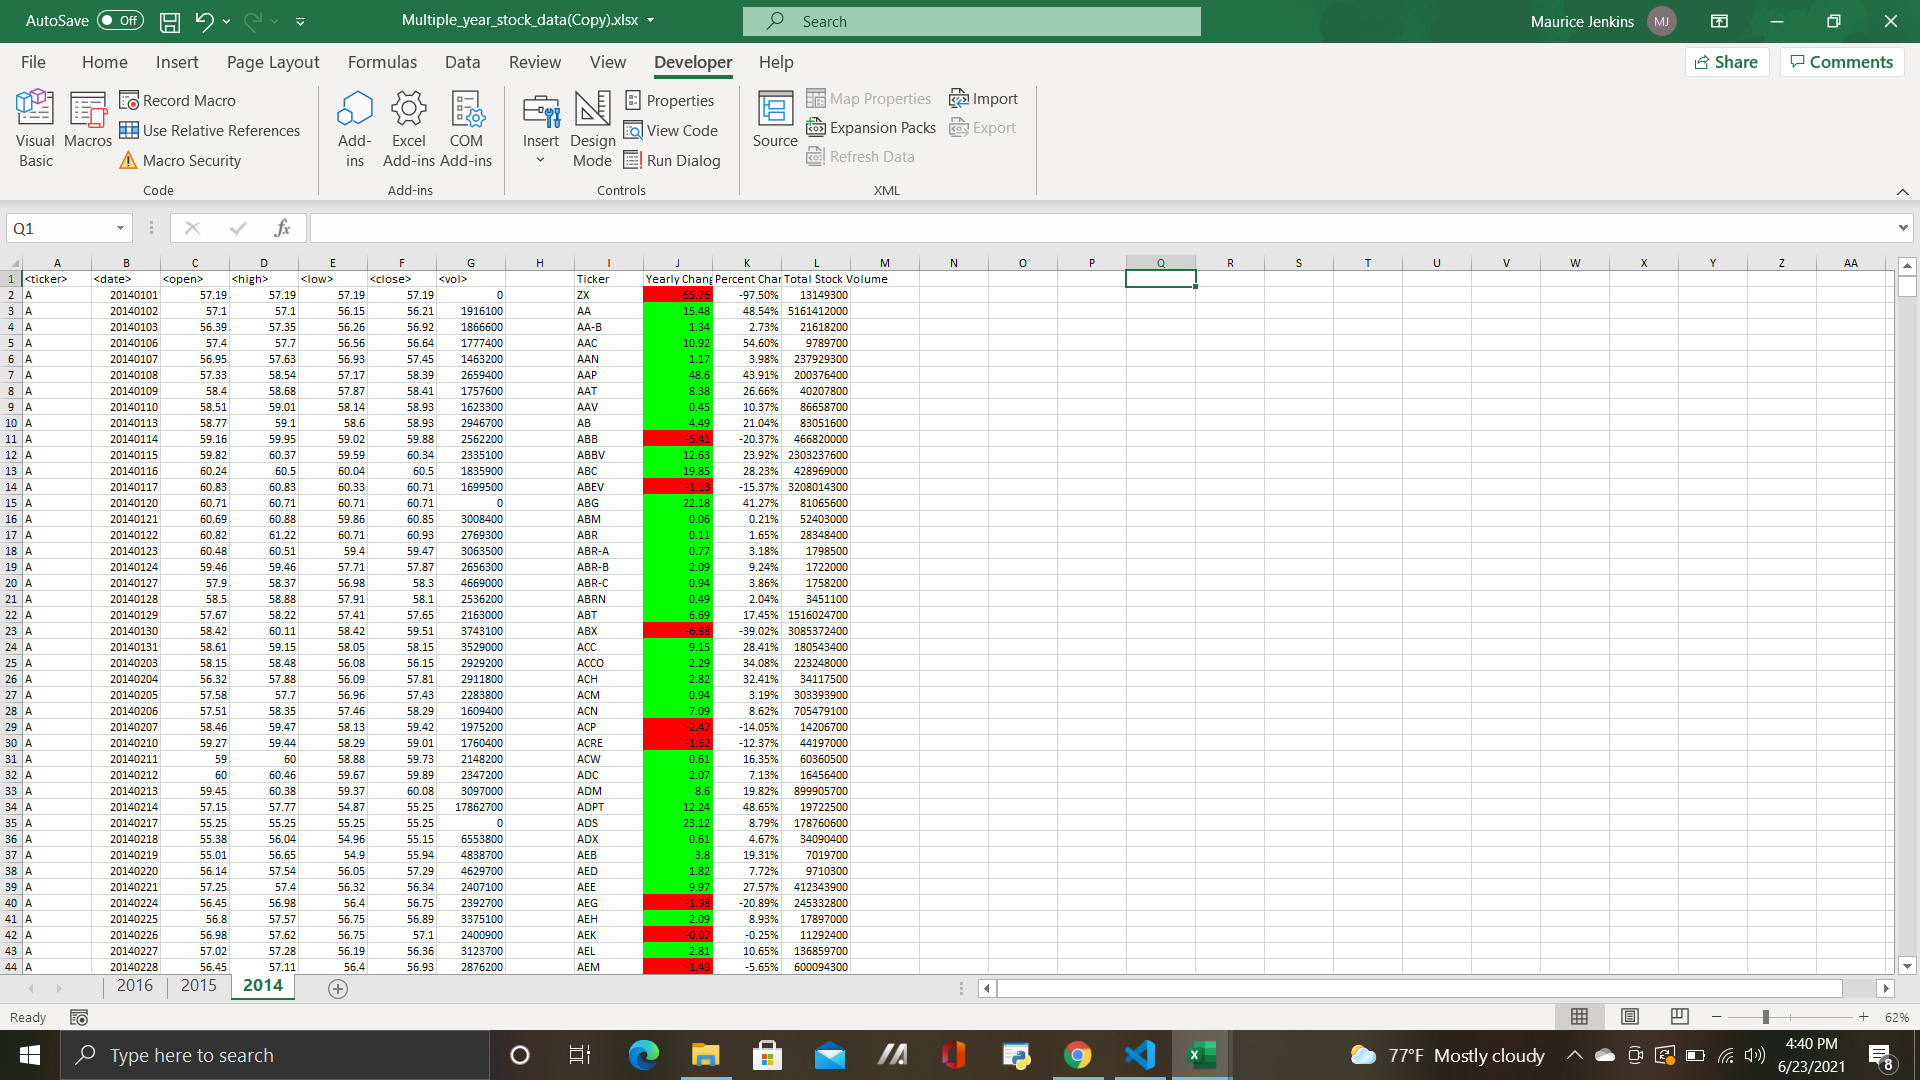 AutoSave Off Multiple_year_stock_data(Copy).xlsx Search Maurice Jenkins MJ
File Home Insert Page Layout Formulas Data Review View Developer Help Share Comments
Visual Basic Macros Record Macro Use Relative References Macro Security Code
Add-ins Excel Add-ins COM Add-ins Add-ins
Insert Design Mode Properties View Code Run Dialog Controls
Source Map Properties Expansion Packs Refresh Data Import Export XML
Q1 fx
A B C D E F G H I J K L M N O P Q R S T U V W X Y Z AA
1 <ticker> <date> <open> <high> <low> <close> <vol> Ticker Yearly Chang Percent Char Total Stock Volume
2 A 20140101 57.19 57.19 57.19 57.19 0 ZX -55.76 -97.50% 13149300
3 A 20140102 57.1 57.1 56.15 56.21 1916100 AA 15.48 48.54% 5161412000
4 A 20140103 56.39 57.35 56.26 56.92 1866600 AA-B 1.34 2.73% 21618200
5 A 20140106 57.4 57.7 56.56 56.64 1777400 AAC 10.92 54.60% 9789700
6 A 20140107 56.95 57.63 56.93 57.45 1463200 AAN 1.17 3.98% 237929300
7 A 20140108 57.33 58.54 57.17 58.39 2659400 AAP 48.6 43.91% 200376400
8 A 20140109 58.4 58.68 57.87 58.41 1757600 AAT 8.38 26.66% 40207800
9 A 20140110 58.51 59.01 58.14 58.93 1623300 AAV 0.45 10.37% 86658700
10 A 20140113 58.77 59.1 58.6 58.93 2946700 AB 4.49 21.04% 83051600
11 A 20140114 59.16 59.95 59.02 59.88 2562200 ABB -5.41 -20.37% 466820000
12 A 20140115 59.82 60.37 59.59 60.34 2335100 ABBV 12.63 23.92% 2303237600
13 A 20140116 60.24 60.5 60.04 60.5 1835900 ABC 19.85 28.23% 428969000
14 A 20140117 60.83 60.83 60.33 60.71 1699500 ABEV -1.13 -15.37% 3208014300
15 A 20140120 60.71 60.71 60.71 60.71 0 ABG 22.18 41.27% 81065600
16 A 20140121 60.69 60.88 59.86 60.85 3008400 ABM 0.06 0.21% 52403000
17 A 20140122 60.82 61.22 60.71 60.93 2769300 ABR 0.11 1.65% 28348400
18 A 20140123 60.48 60.51 59.4 59.47 3063500 ABR-A 0.77 3.18% 1798500
19 A 20140124 59.46 59.46 57.71 57.87 2656300 ABR-B 2.09 9.24% 1722000
20 A 20140127 57.9 58.37 56.98 58.3 4669000 ABR-C 0.94 3.86% 1758200
21 A 20140128 58.5 58.88 57.91 58.1 2536200 ABRN 0.49 2.04% 3451100
22 A 20140129 57.67 58.22 57.41 57.65 2163000 ABT 6.69 17.45% 1516024700
23 A 20140130 58.42 60.11 58.42 59.51 3743100 ABX -6.88 -39.02% 3085372400
24 A 20140131 58.61 59.15 58.05 58.15 3529000 ACC 9.15 28.41% 180543400
25 A 20140203 58.15 58.48 56.08 56.15 2929200 ACCO 2.29 34.08% 223248000
26 A 20140204 56.32 57.88 56.09 57.81 2911800 ACH 2.82 32.41% 34117500
27 A 20140205 57.58 57.7 56.96 57.43 2283800 ACM 0.94 3.19% 303393900
28 A 20140206 57.51 58.35 57.46 58.29 1609400 ACN 7.09 8.62% 705479100
29 A 20140207 58.46 59.47 58.13 59.42 1975200 ACP -2.47 -14.05% 14206700
30 A 20140210 59.27 59.44 58.29 59.01 1760400 ACRE -1.62 -12.37% 44197000
31 A 20140211 59 60 58.88 59.73 2148200 ACW 0.61 16.35% 60360500
32 A 20140212 60 60.46 59.67 59.89 2347200 ADC 2.07 7.13% 16456400
33 A 20140213 59.45 60.38 59.37 60.08 3097000 ADM 8.6 19.82% 899905700
34 A 20140214 57.15 57.77 54.87 55.25 17862700 ADPT 12.24 48.65% 19722500
35 A 20140217 55.25 55.25 55.25 55.25 0 ADS 23.12 8.79% 178760600
36 A 20140218 55.38 56.04 54.96 55.15 6553800 ADX 0.61 4.67% 34090400
37 A 20140219 55.01 56.65 54.9 55.94 4838700 AEB 3.8 19.31% 7019700
38 A 20140220 56.14 57.54 56.05 57.29 4629700 AED 1.82 7.72% 9710300
39 A 20140221 57.25 57.4 56.32 56.34 2407100 AEE 9.97 27.57% 412343900
40 A 20140224 56.45 56.98 56.4 56.75 2392700 AEG -1.98 -20.89% 245332800
41 A 20140225 56.8 57.57 56.75 56.89 3375100 AEH 2.09 8.93% 17897000
42 A 20140226 56.98 57.62 56.75 57.1 2400900 AEK -0.07 -0.25% 11292400
43 A 20140227 57.02 57.28 56.19 56.36 3123700 AEL 2.81 10.65% 136859700
44 A 20140228 56.45 57.11 56.4 56.93 2876200 AEM -1.49 -5.65% 600094300
2016 2015 2014
Ready 62%
Type here to search 77°F Mostly cloudy 4:40 PM 6/23/2021 8